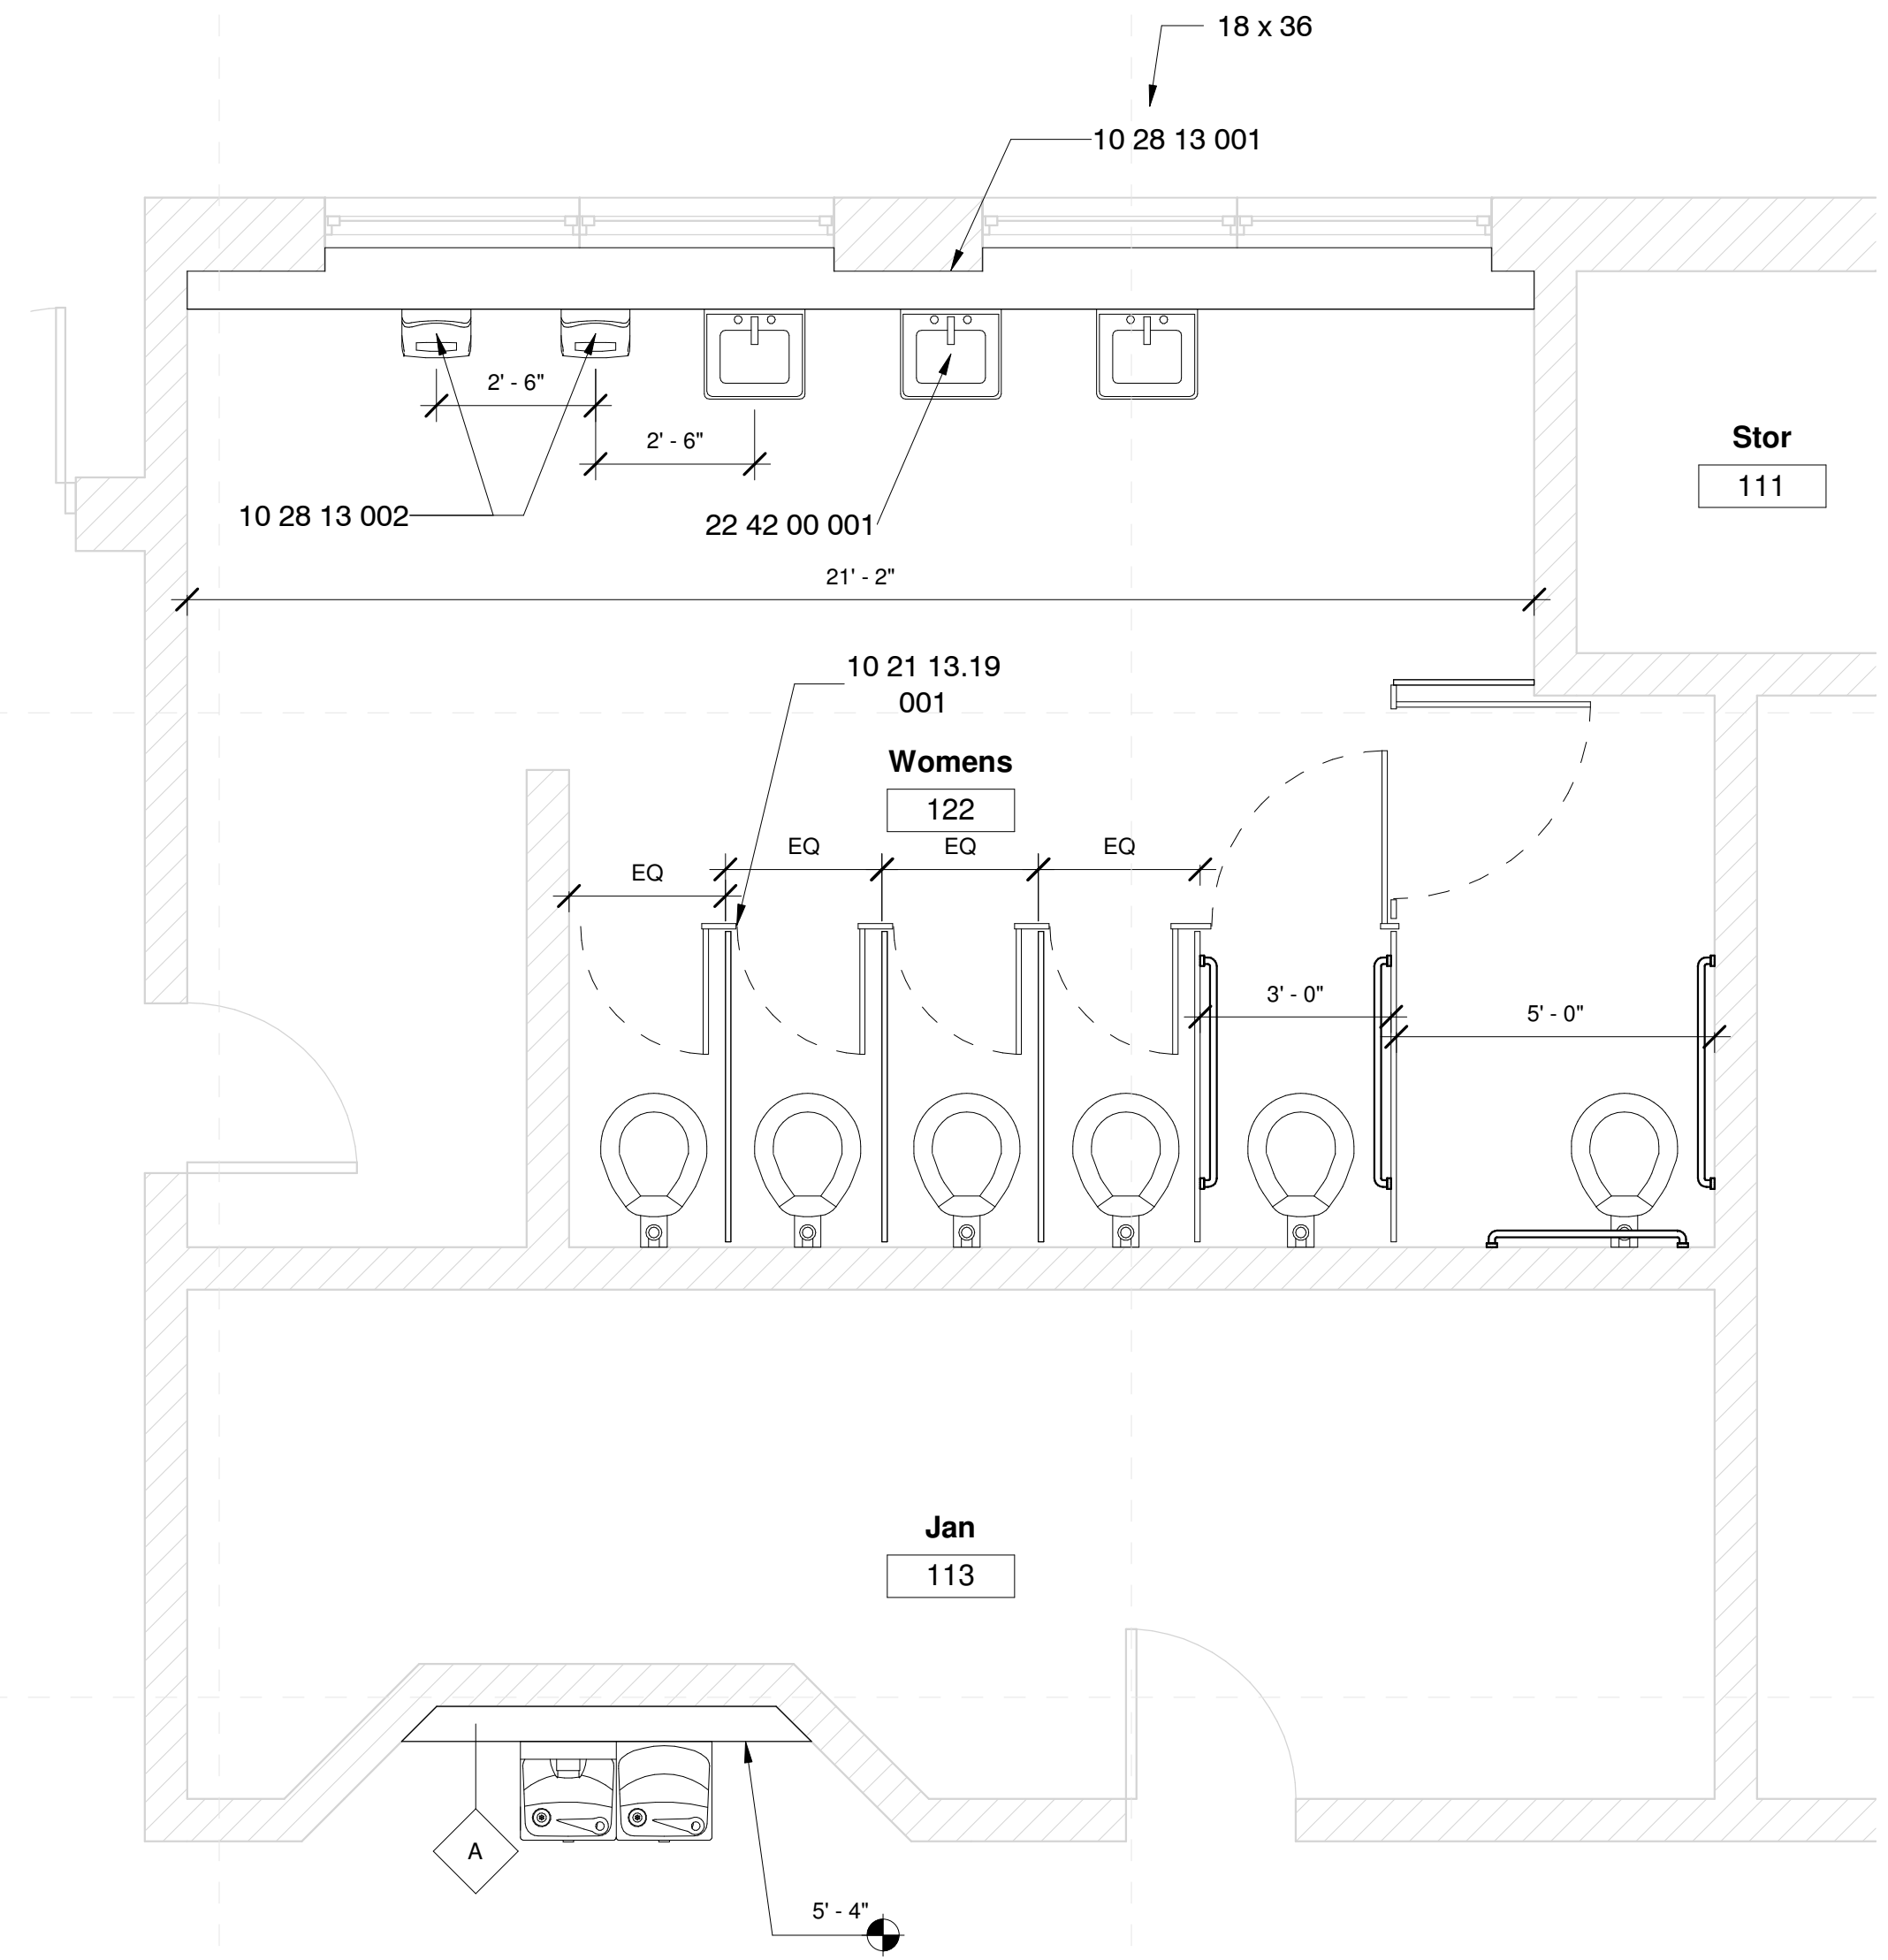 18 x 36
10 28 13 001
2' - 6"
2' - 6"
Stor
111
10 28 13 002
22 42 00 001
21' - 2"
10 21 13.19
001
Womens
122
EQ
EQ
EQ
EQ
3' - 0"
5' - 0"
Jan
113
A
5' - 4"